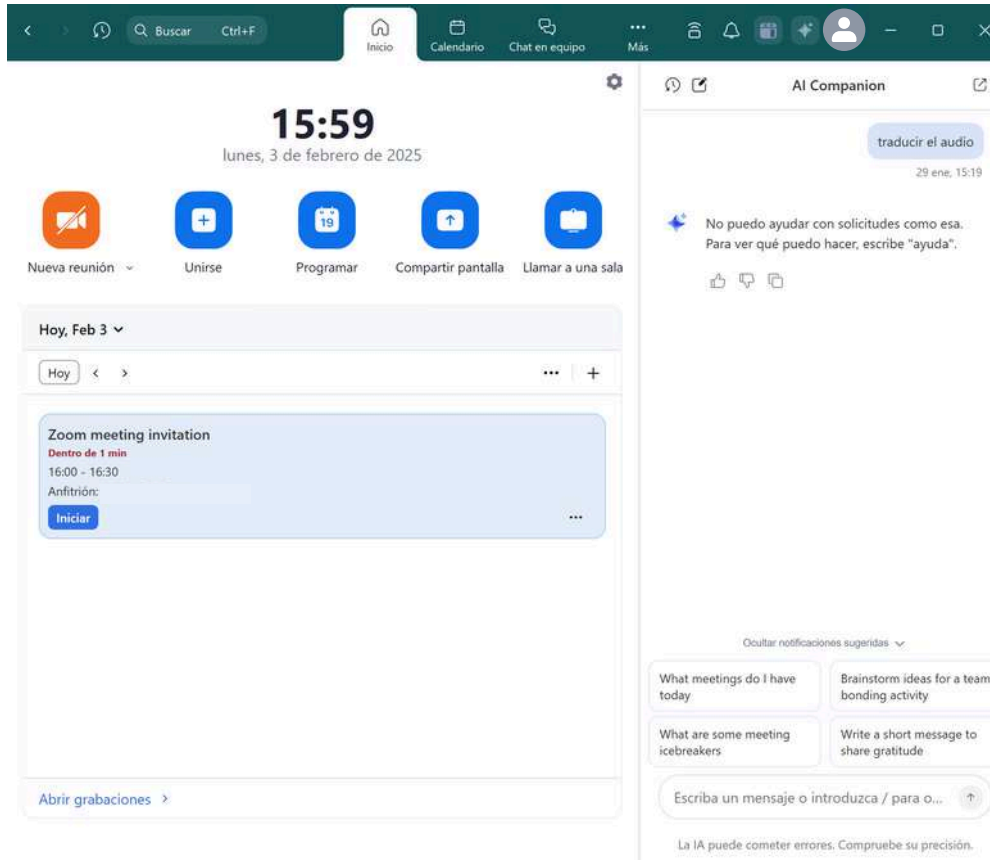 Buscar Ctrl+F
Inicio
Calendario
Chat en equipo
Más
15:59
lunes, 3 de febrero de 2025
19
Nueva reunión
Unirse
Programar
Compartir pantalla
Llamar a una sala
Hoy, Feb 3
Hoy
Zoom meeting invitation
Dentro de 1 min
16:00 - 16:30
Anfitrión:
Iniciar
Abrir grabaciones
AI Companion
traducir el audio
29 ene, 15:19
No puedo ayudar con solicitudes como esa.
Para ver qué puedo hacer, escribe "ayuda".
Ocultar notificaciones sugeridas
What meetings do I have
today
Brainstorm ideas for a team
bonding activity
What are some meeting
icebreakers
Write a short message to
share gratitude
Escriba un mensaje o introduzca / para o...
La IA puede cometer errores. Compruebe su precisión.